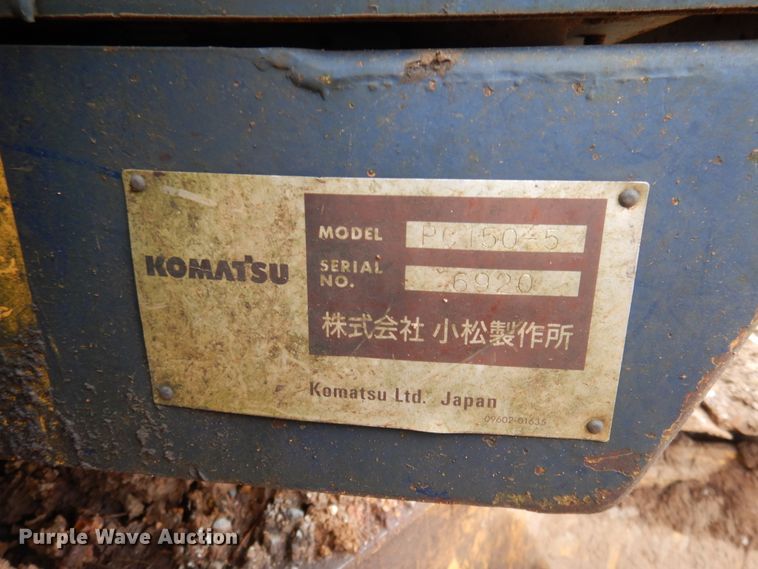 KOMATSU
MODEL PC150-5
SERIAL NO. 6920
株式会社 小松製作所
Komatsu Ltd. Japan
09602-01635
Purple Wave Auction